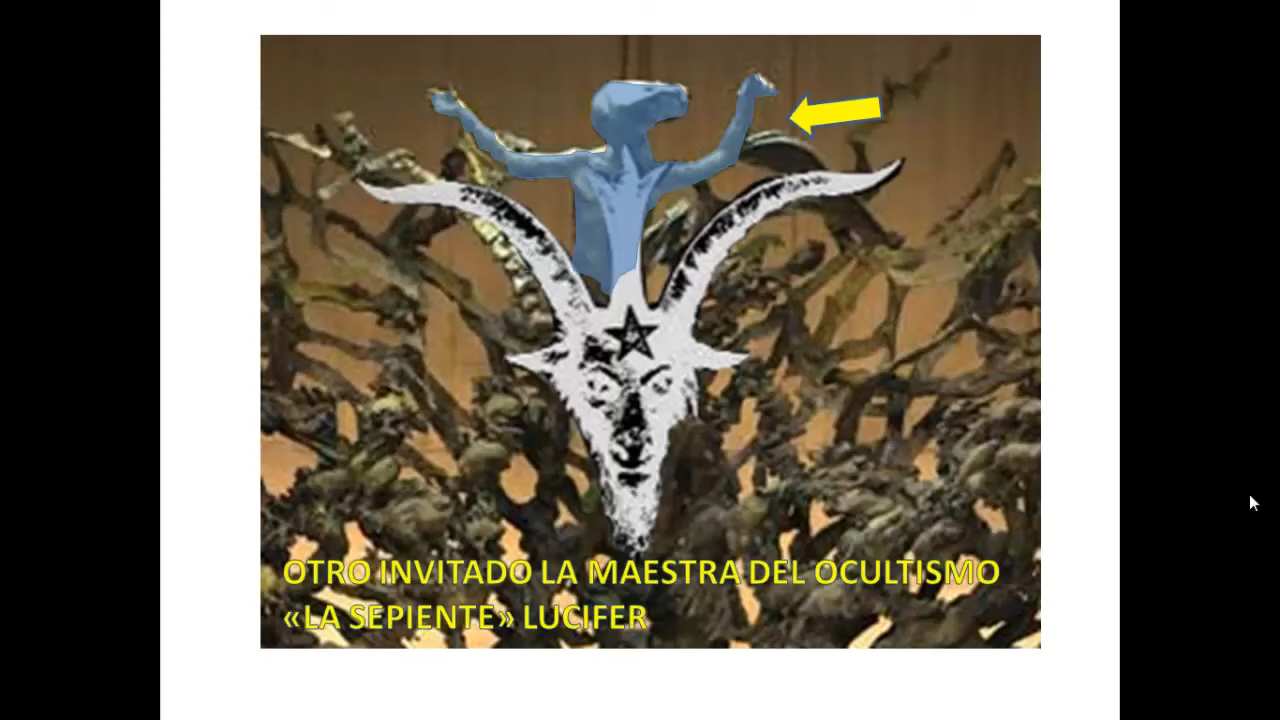 OTRO INVITADO LA MAESTRA DEL OCULTISMO
«LA SEPIENTE» LUCIFER